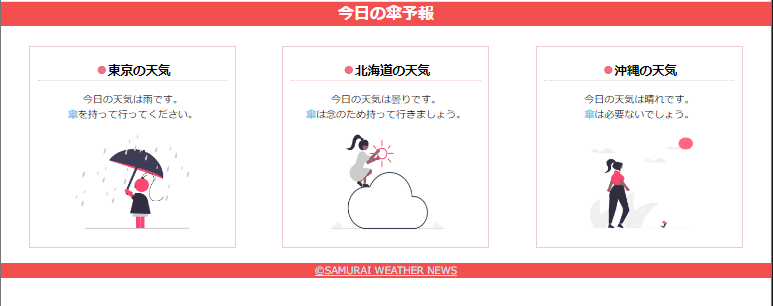 今日の傘予報
●東京の天気
今日の天気は雨です。
傘を持って行ってください。
●北海道の天気
今日の天気は曇りです。
傘は念のため持って行きましょう。
●沖縄の天気
今日の天気は晴れです。
傘は必要ないでしょう。
©SAMURAI WEATHER NEWS